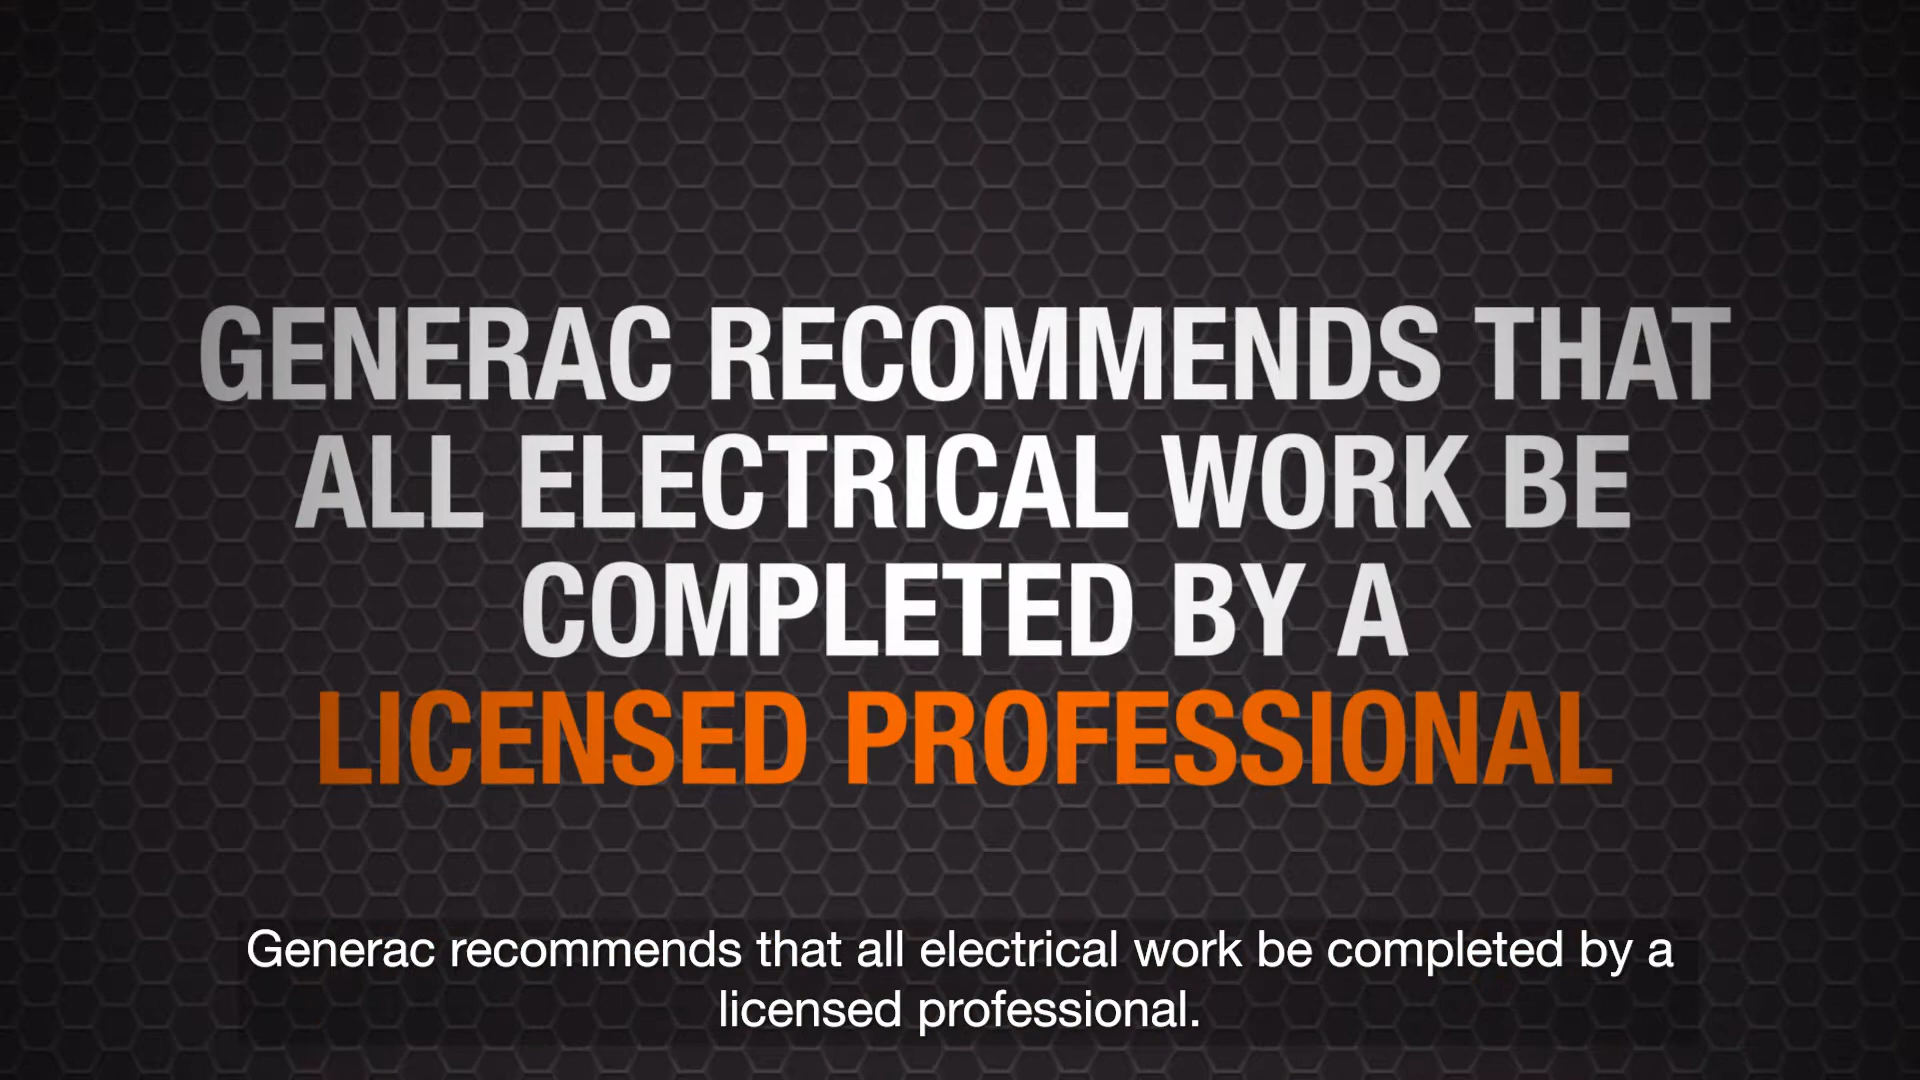 GENERAC RECOMMENDS THAT
ALL ELECTRICAL WORK BE
COMPLETED BY A
LICENSED PROFESSIONAL
Generac recommends that all electrical work be completed by a
licensed professional.